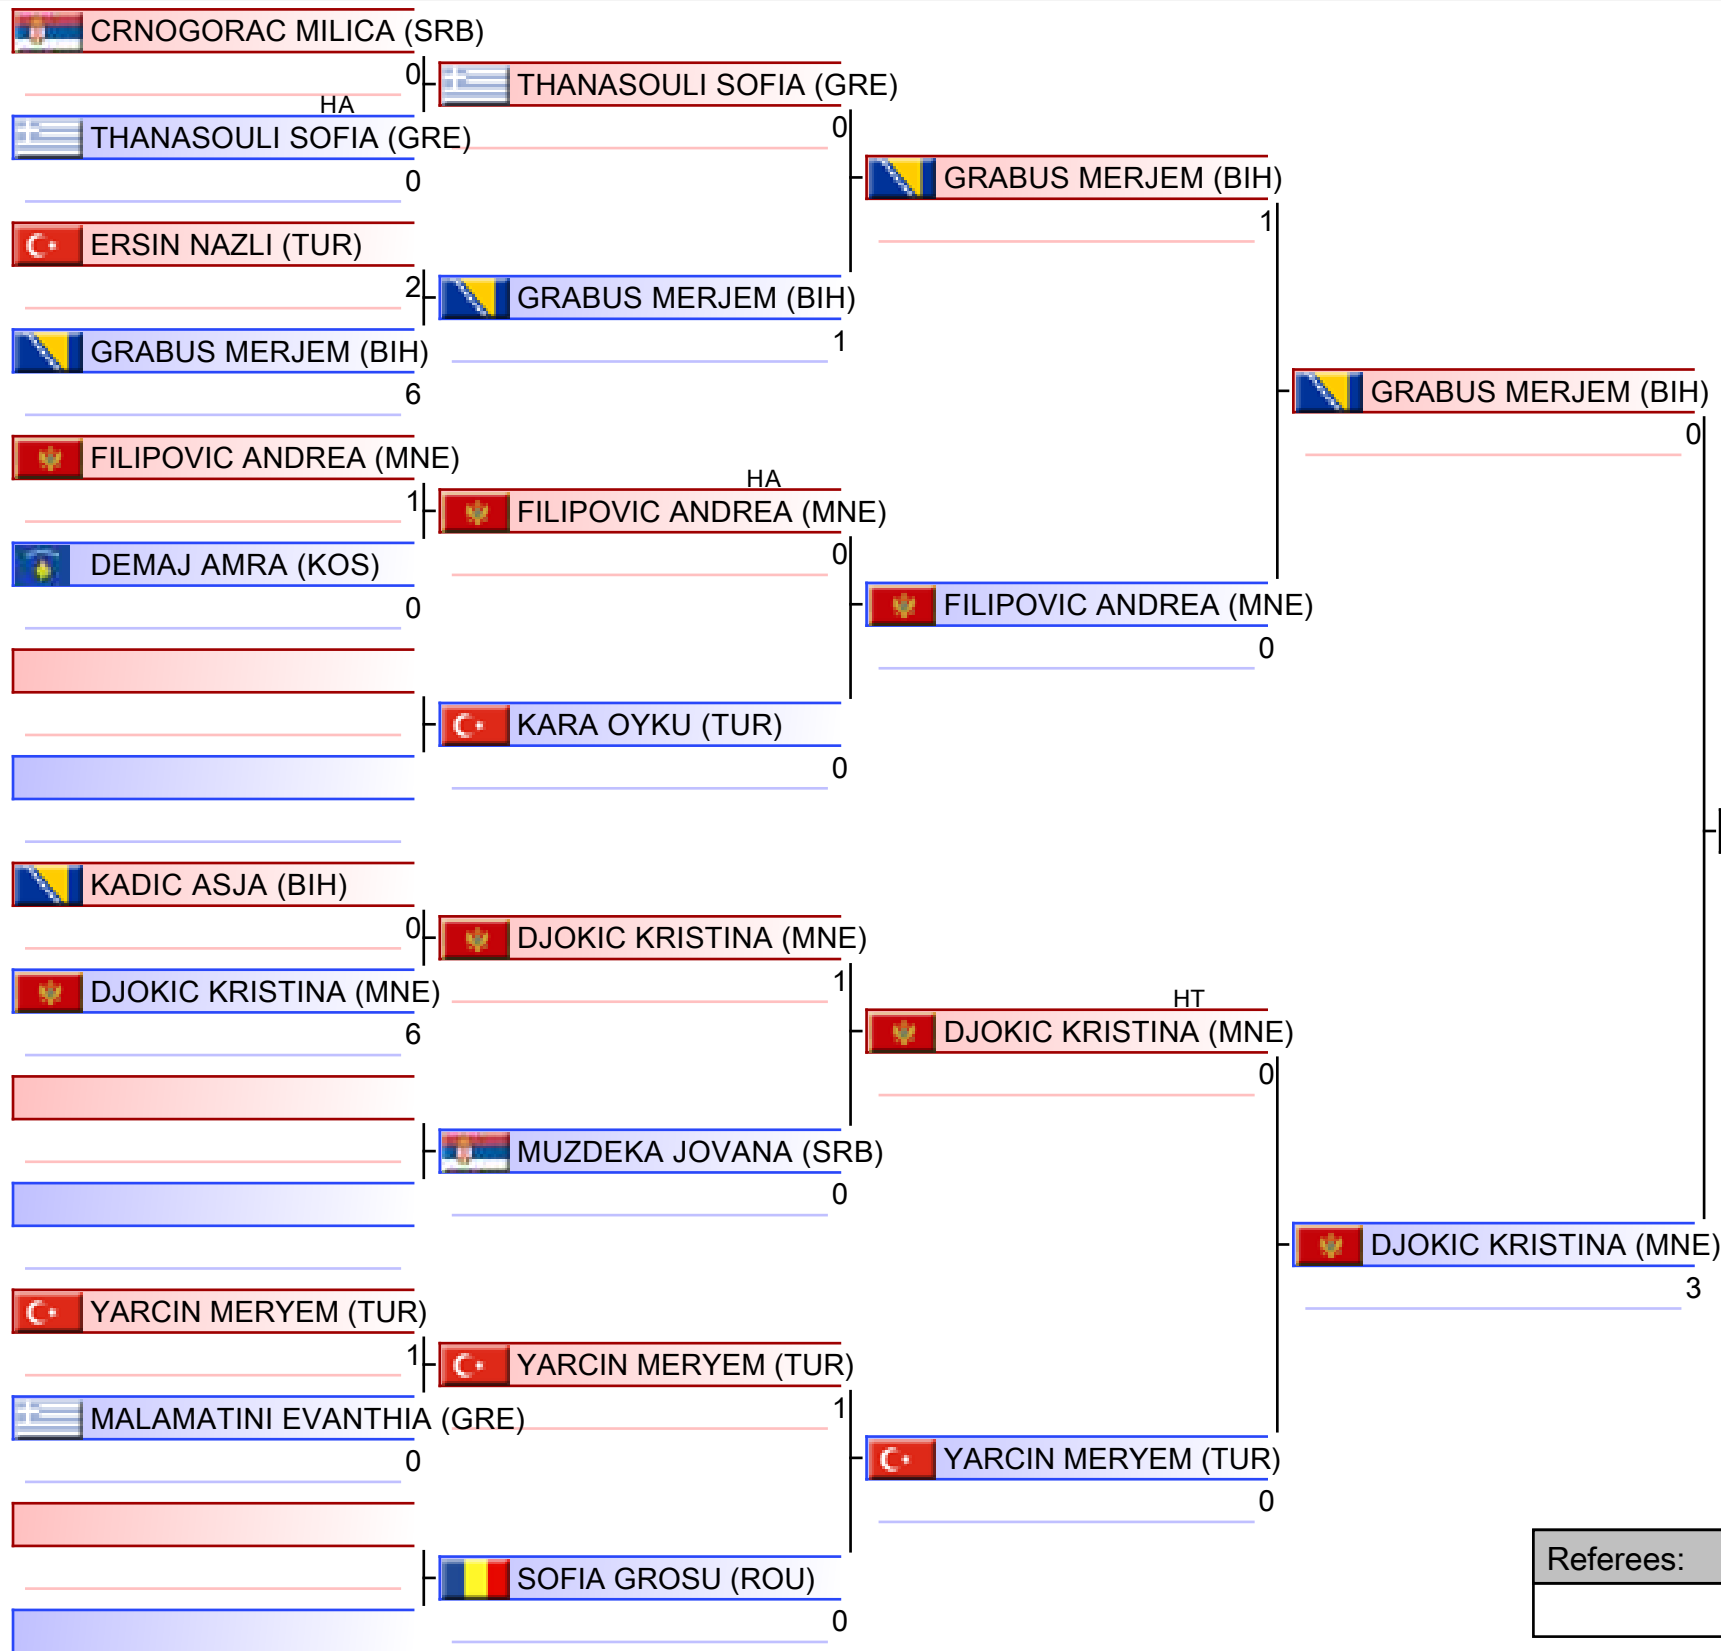 CRNOGORAC MILICA (SRB)
0
HA
THANASOULI SOFIA (GRE)
0
ERSIN NAZLI (TUR)
2
GRABUS MERJEM (BIH)
6
FILIPOVIC ANDREA (MNE)
1
DEMAJ AMRA (KOS)
0
KADIC ASJA (BIH)
0
DJOKIC KRISTINA (MNE)
6
YARCIN MERYEM (TUR)
1
MALAMATINI EVANTHIA (GRE)
0
THANASOULI SOFIA (GRE)
0
GRABUS MERJEM (BIH)
1
HA
FILIPOVIC ANDREA (MNE)
0
KARA OYKU (TUR)
0
DJOKIC KRISTINA (MNE)
1
MUZDEKA JOVANA (SRB)
0
YARCIN MERYEM (TUR)
1
SOFIA GROSU (ROU)
0
GRABUS MERJEM (BIH)
1
FILIPOVIC ANDREA (MNE)
0
HT
DJOKIC KRISTINA (MNE)
0
YARCIN MERYEM (TUR)
0
GRABUS MERJEM (BIH)
0
DJOKIC KRISTINA (MNE)
3
Referees: